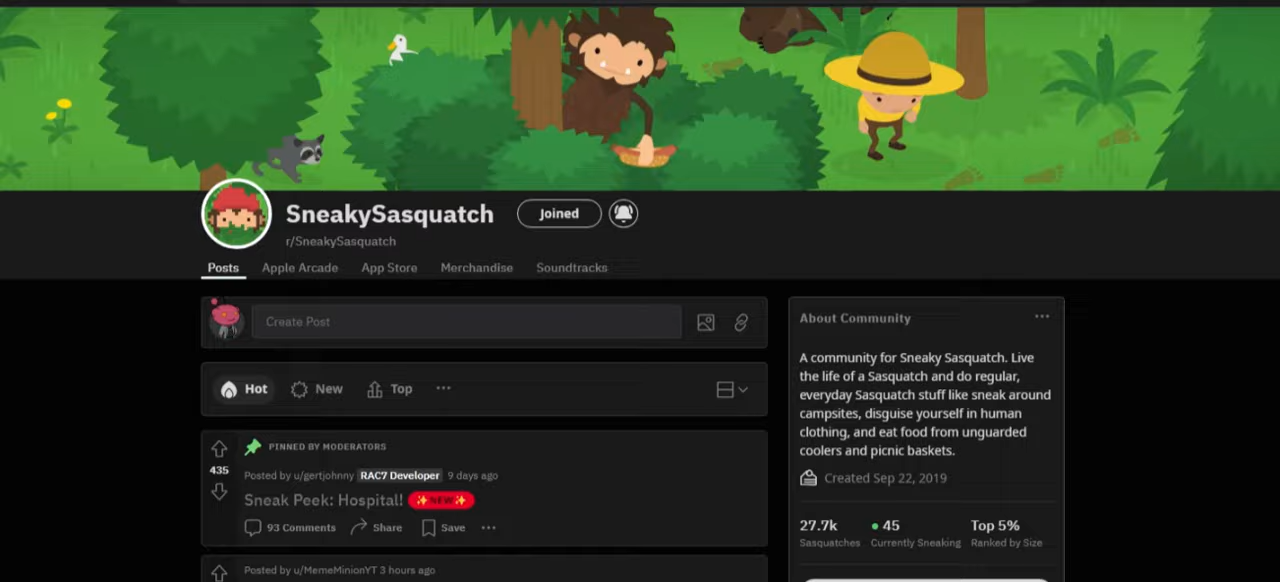 SneakySasquatch
Joined
r/SneakySasquatch
Posts Apple Arcade App Store Merchandise Soundtracks
Create Post
Hot New Top
PINNED BY MODERATORS
435
Posted by u/gertjohnny RAC7 Developer 9 days ago
Sneak Peek: Hospital! ✨NEW✨
93 Comments Share Save
Posted by u/MemeMinionYT 3 hours ago
About Community
A community for Sneaky Sasquatch. Live
the life of a Sasquatch and do regular,
everyday Sasquatch stuff like sneak around
campsites, disguise yourself in human
clothing, and eat food from unguarded
coolers and picnic baskets.
Created Sep 22, 2019
27.7k 45 Top 5%
Sasquatches Currently Sneaking Ranked by Size